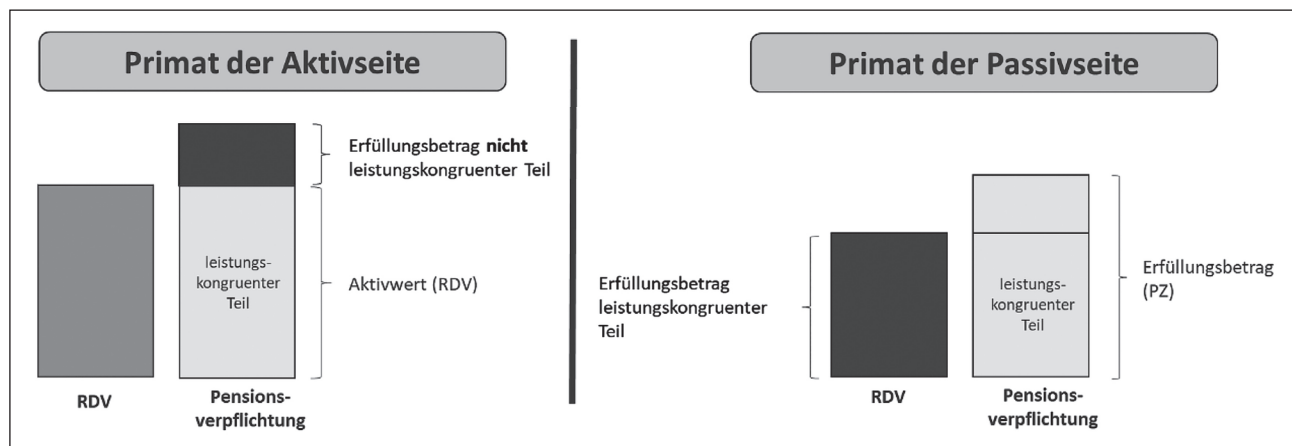 Primat der Aktivseite
Erfüllungsbetrag nicht
leistungskongruenter Teil
leistungs-
kongruenter
Teil
Aktivwert (RDV)
RDV
Pensions-
verpflichtung
Primat der Passivseite
Erfüllungsbetrag
leistungskongruenter
Teil
leistungs-
kongruenter
Teil
Erfüllungsbetrag
(PZ)
RDV
Pensions-
verpflichtung